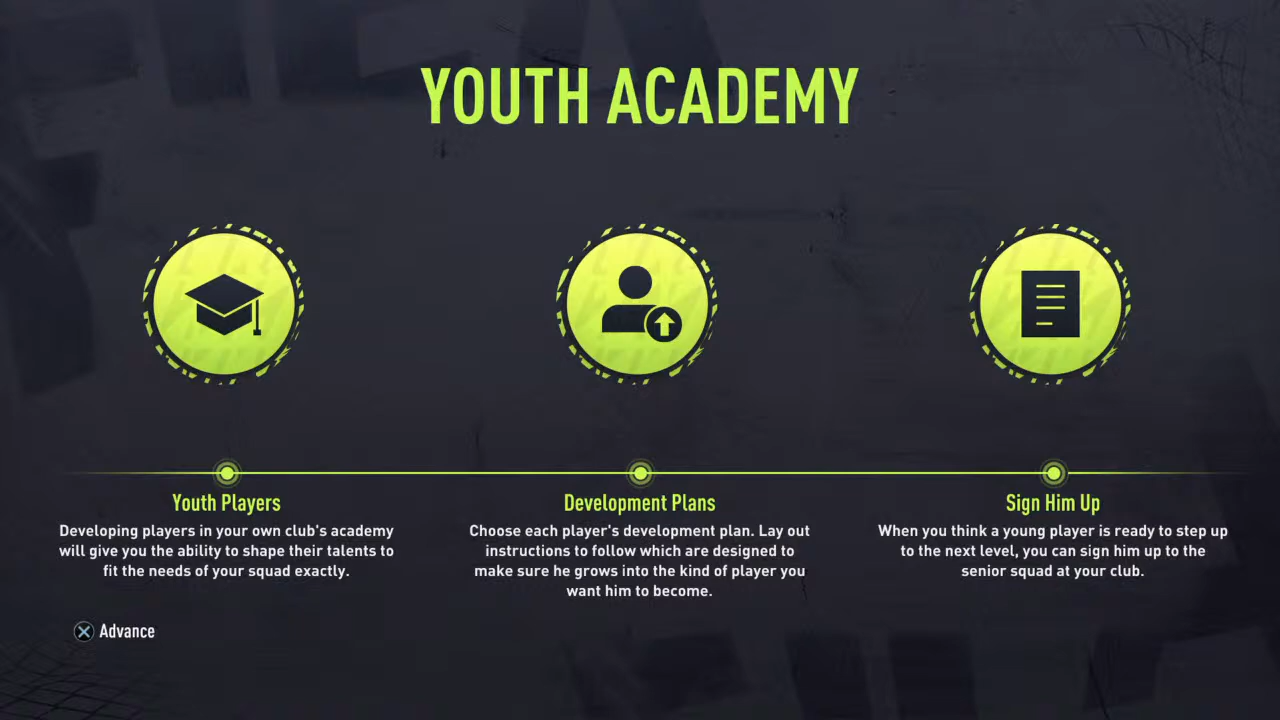 YOUTH ACADEMY
Youth Players
Developing players in your own club's academy
will give you the ability to shape their talents to
fit the needs of your squad exactly.
Development Plans
Choose each player's development plan. Lay out
instructions to follow which are designed to
make sure he grows into the kind of player you
want him to become.
Sign Him Up
When you think a young player is ready to step up
to the next level, you can sign him up to the
senior squad at your club.
Advance